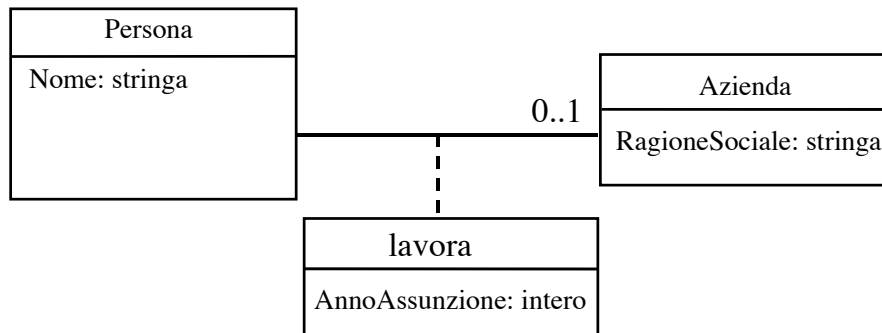 Persona
Nome: stringa
0..1
Azienda
RagioneSociale: stringa
lavora
AnnoAssunzione: intero